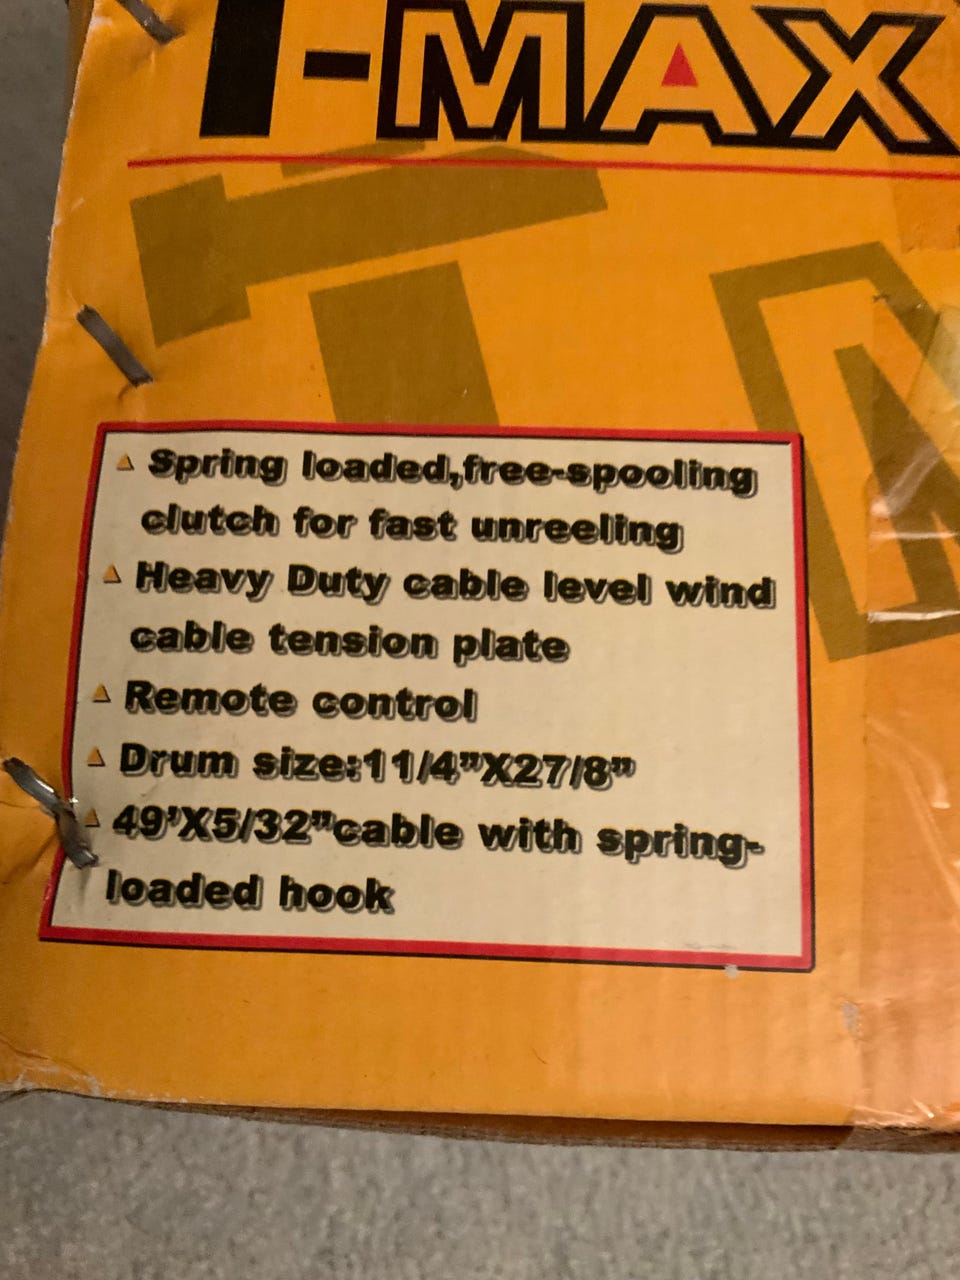 T-MAX
Spring loaded,free-spooling
clutch for fast unreeling
Heavy Duty cable level wind
cable tension plate
Remote control
Drum size:11/4”X27/8”
49’X5/32”cable with spring-
loaded hook